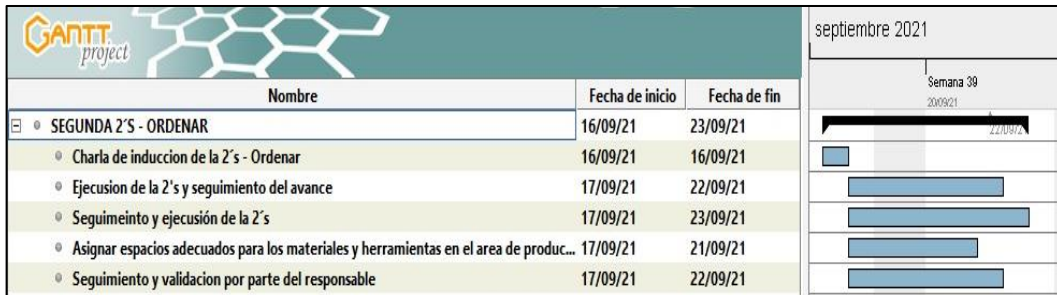 GANTT
project
septiembre 2021
Semana 39
20/09/21
Nombre Fecha de inicio Fecha de fin
SEGUNDA 2´S - ORDENAR 16/09/21 23/09/21
22/09/2
Charla de induccion de la 2´s - Ordenar 16/09/21 16/09/21
Ejecusion de la 2's y seguimiento del avance 17/09/21 22/09/21
Seguimeinto y ejecusión de la 2´s 17/09/21 23/09/21
Asignar espacios adecuados para los materiales y herramientas en el area de produc... 17/09/21 21/09/21
Seguimiento y validacion por parte del responsable 17/09/21 22/09/21